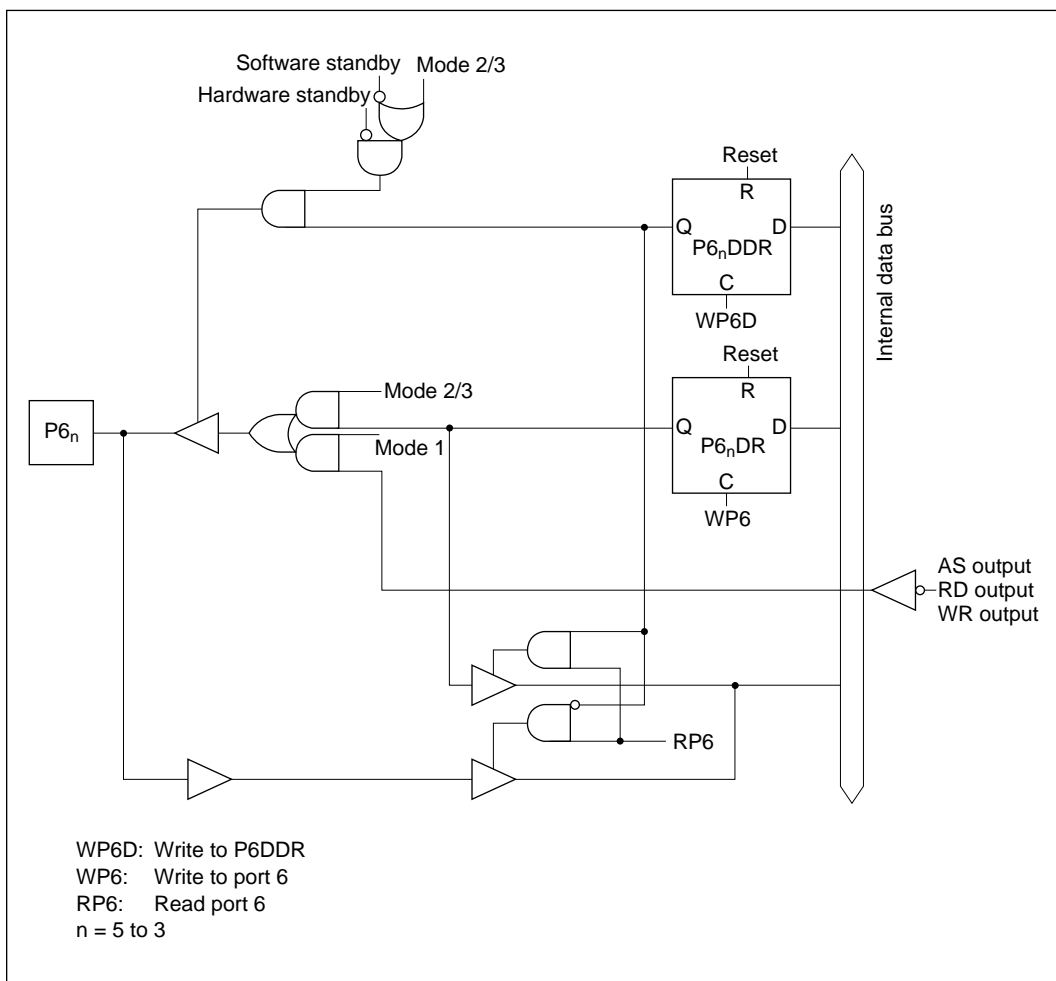 Software standby
Mode 2/3
Hardware standby
Reset
R
Q
D
P6nDDR
C
WP6D
Internal data bus
Reset
R
Mode 2/3
P6n
Q
D
Mode 1
P6nDR
C
WP6
AS output
RD output
WR output
RP6
WP6D: Write to P6DDR
WP6: Write to port 6
RP6: Read port 6
n = 5 to 3